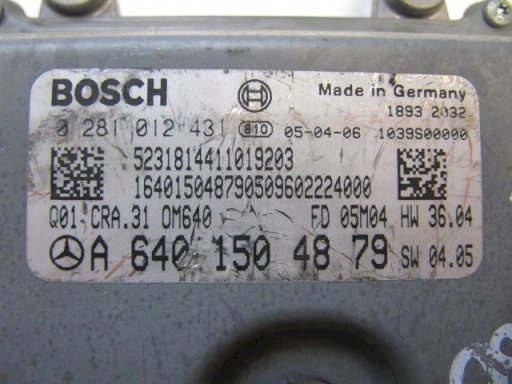 BOSCH
Made in Germany
1893 2032
0 281 012 431 810 05-04-06 1039S00000
5231814411019203
164015048790509602224000
Q01-CRA.31 OM640 FD 05M04 HW 36.04
A 640 150 48 79 SW 04.05